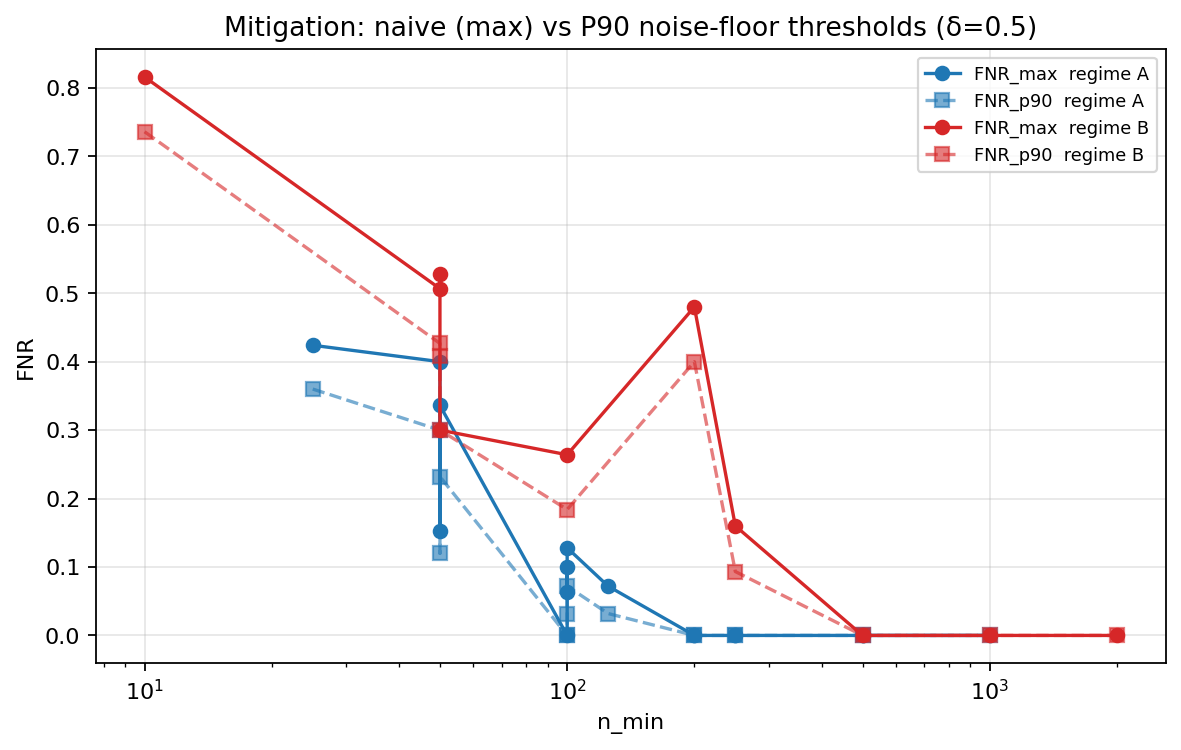 Mitigation: naive (max) vs P90 noise-floor thresholds (δ=0.5)
FNR_max regime A
FNR_p90 regime A
FNR_max regime B
FNR_p90 regime B
FNR
0.8
0.7
0.6
0.5
0.4
0.3
0.2
0.1
0.0
10¹ 10² 10³
n_min